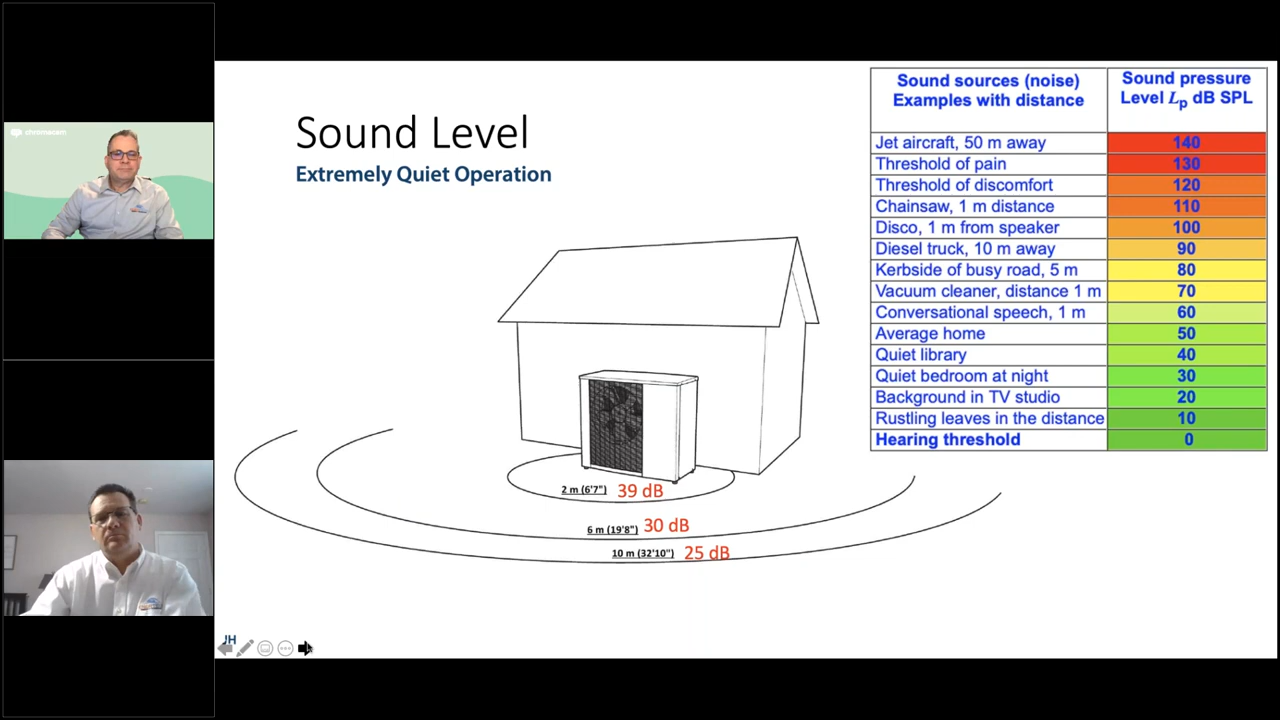 chromacam
Sound Level
Extremely Quiet Operation
2 m (6'7") 39 dB
6 m (19'8") 30 dB
10 m (32'10") 25 dB
JH
Sound sources (noise)
Examples with distance
Sound pressure
Level Lp dB SPL
Jet aircraft, 50 m away 140
Threshold of pain 130
Threshold of discomfort 120
Chainsaw, 1 m distance 110
Disco, 1 m from speaker 100
Diesel truck, 10 m away 90
Kerbside of busy road, 5 m 80
Vacuum cleaner, distance 1 m 70
Conversational speech, 1 m 60
Average home 50
Quiet library 40
Quiet bedroom at night 30
Background in TV studio 20
Rustling leaves in the distance 10
Hearing threshold 0